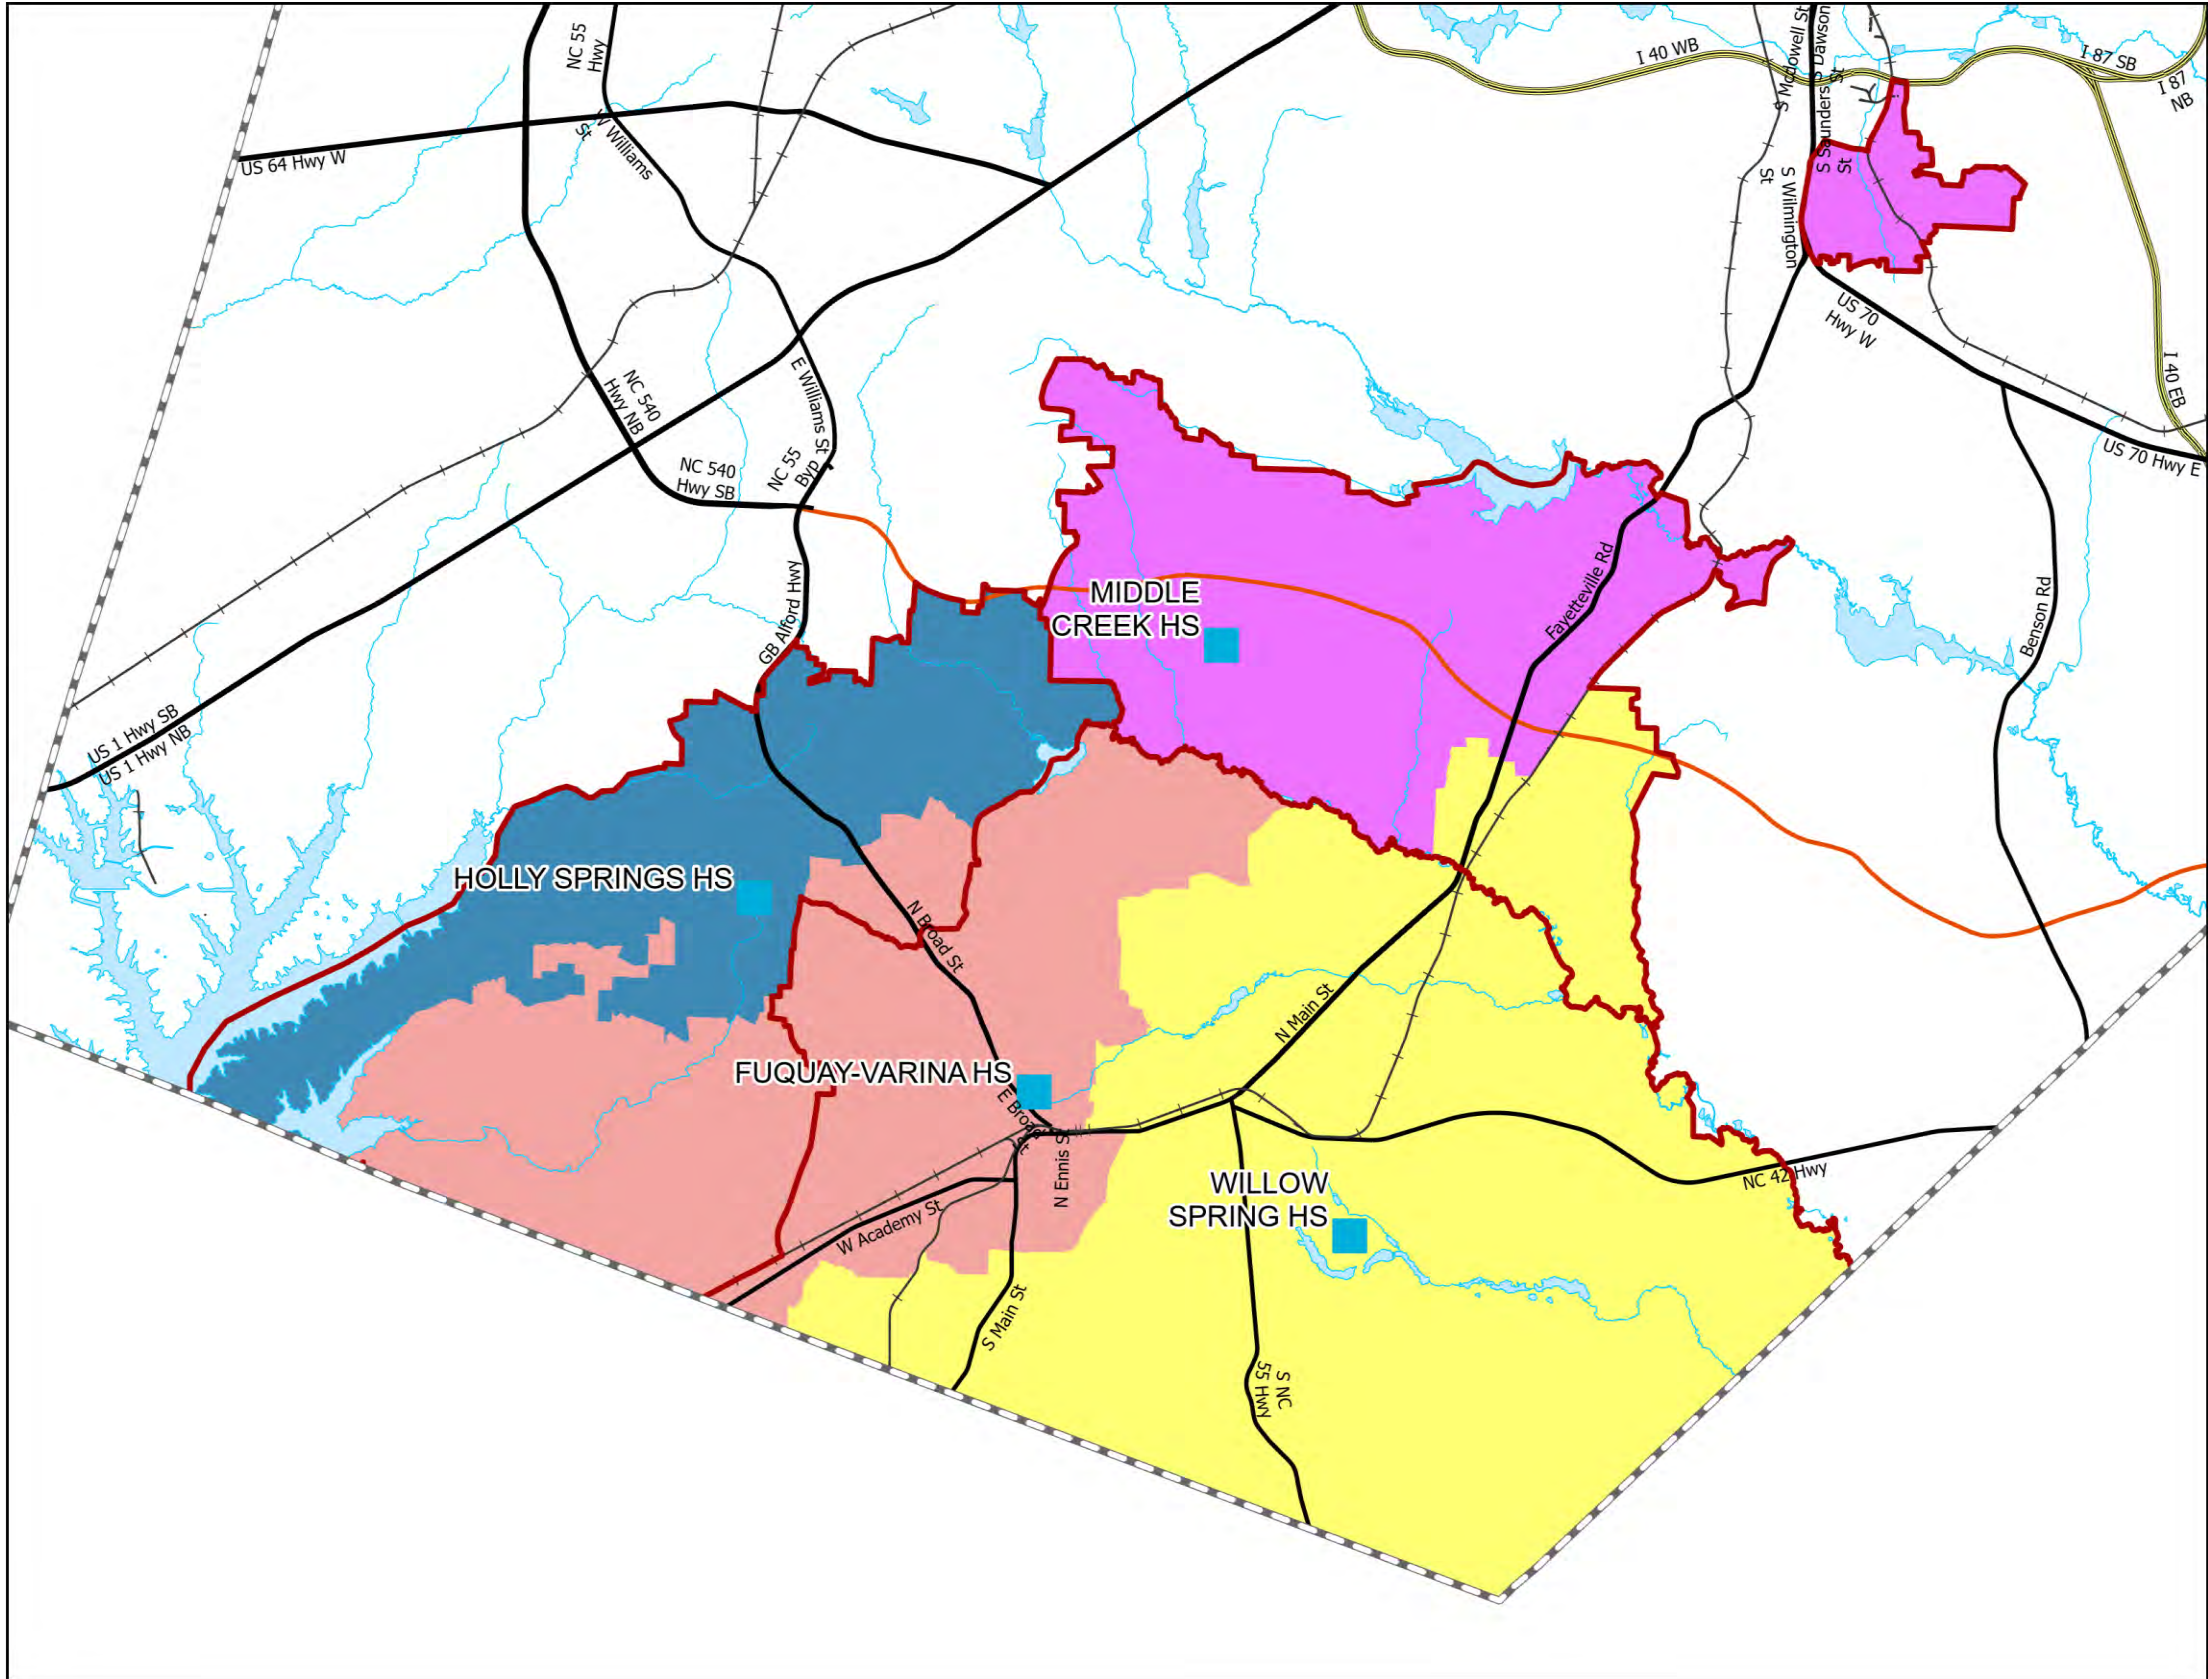 NC 55
Hwy
S Mcdowell St
S Dawson
St
I 40 WB
I 87 SB
I 87
NB
W Williams
St
US 64 Hwy W
S Saunders
St
S Wilmington
St
US 70
Hwy W
I 40 EB
NC 540
Hwy NB
E Williams St
NC 55
Byp
NC 540
Hwy SB
US 70 Hwy E
GB Alford Hwy
MIDDLE
CREEK HS
Fayetteville Rd
Benson Rd
US 1 Hwy SB
US 1 Hwy NB
HOLLY SPRINGS HS
N Broad St
N Main St
FUQUAY-VARINA HS
E Broad
St
N Ennis St
WILLOW
SPRING HS
NC 42 Hwy
W Academy St
S Main St
S NC
55 Hwy